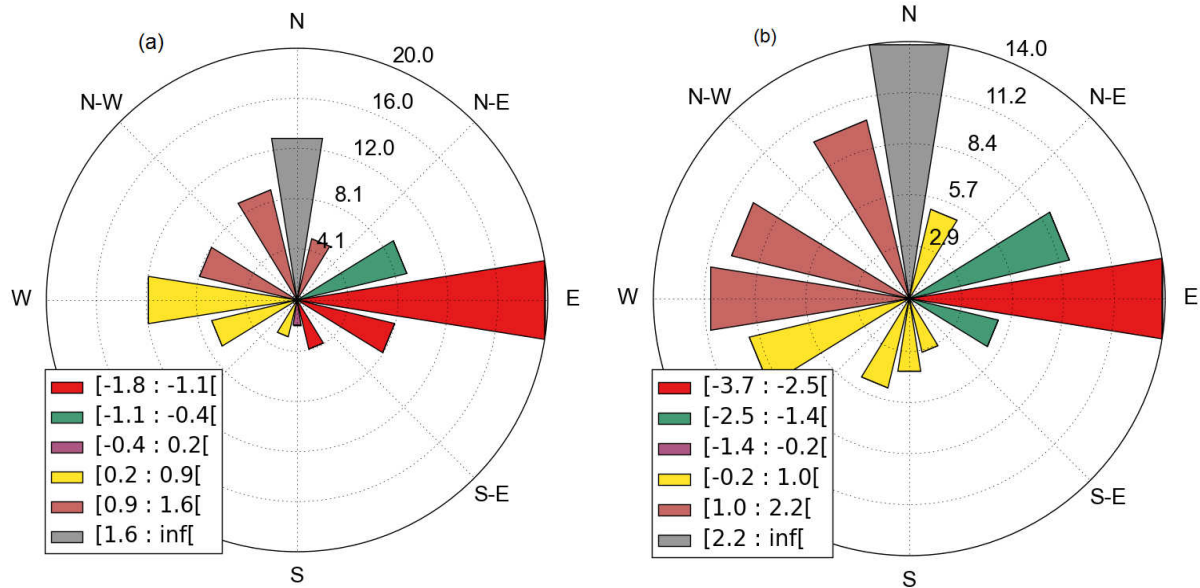 (a)
N
20.0
N-W
N-E
16.0
12.0
8.1
4.1
W
E
S-E
S
[-1.8 : -1.1[
[-1.1 : -0.4[
[-0.4 : 0.2[
[0.2 : 0.9[
[0.9 : 1.6[
[1.6 : inf[
(b)
N
14.0
N-W
N-E
11.2
8.4
5.7
2.9
W
E
S-E
S
[-3.7 : -2.5[
[-2.5 : -1.4[
[-1.4 : -0.2[
[-0.2 : 1.0[
[1.0 : 2.2[
[2.2 : inf[